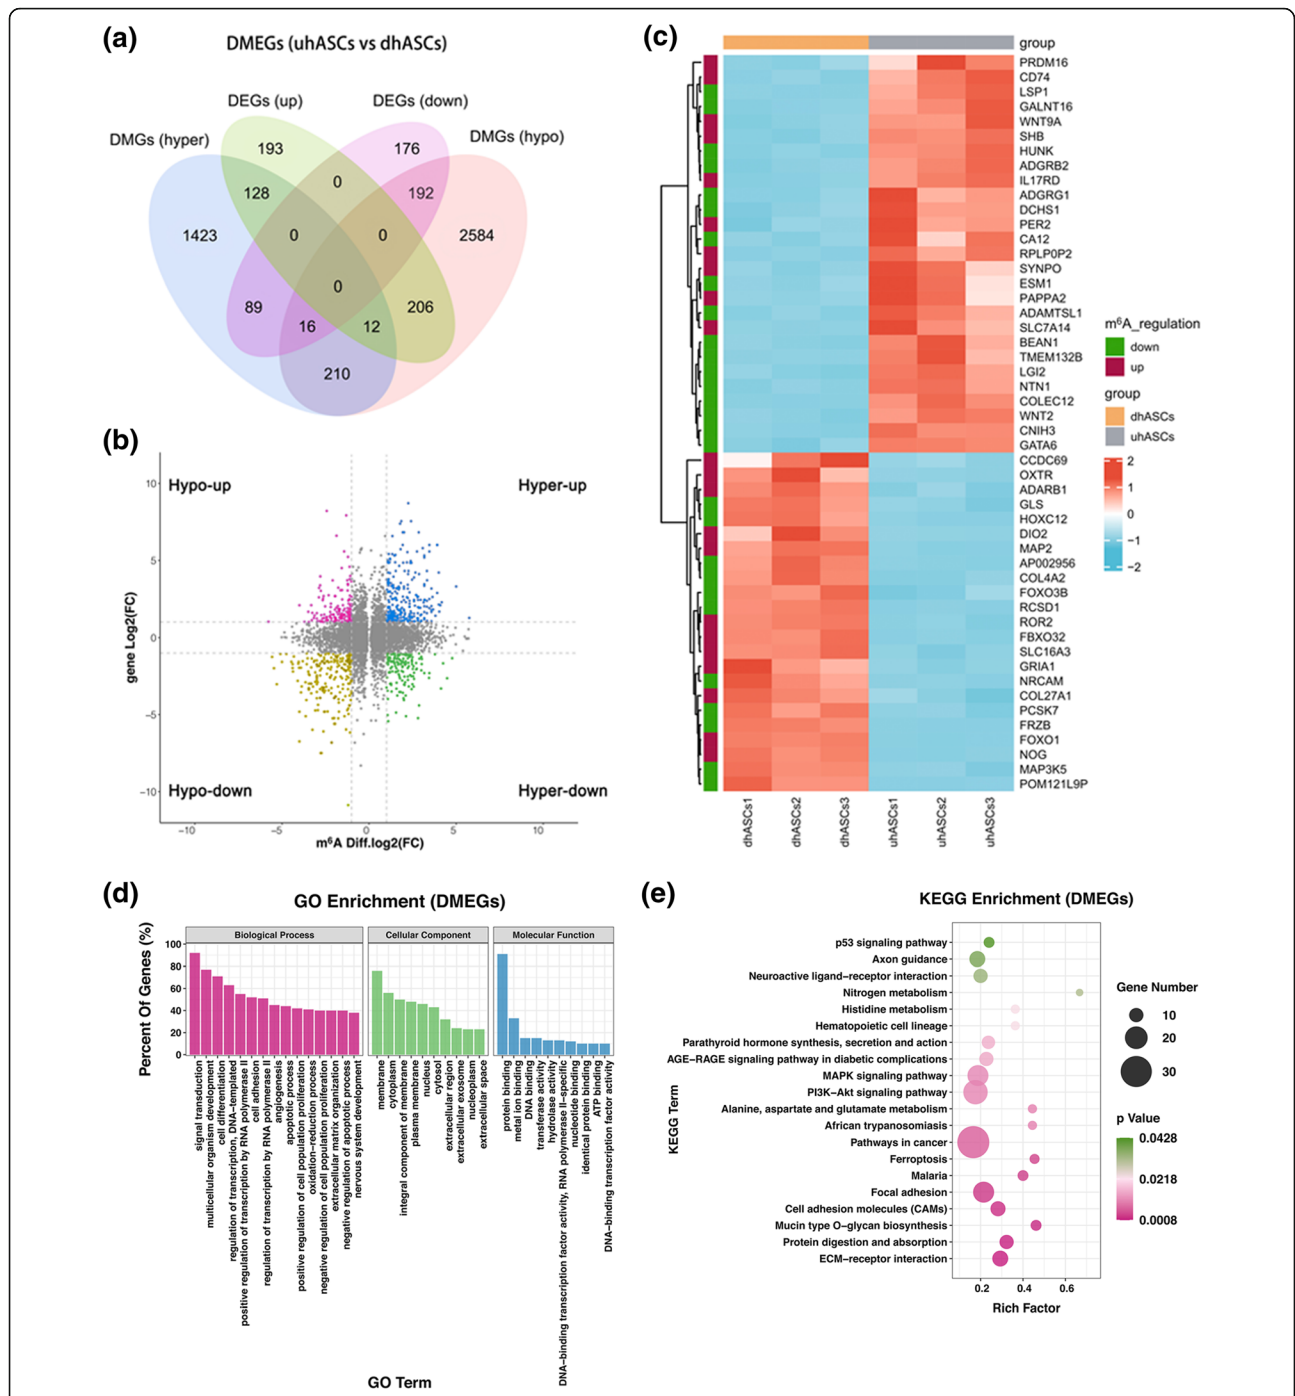 (a)
DMEGs (uhASCs vs dhASCs)
DEGs (up)
DEGs (down)
DMGs (hyper)
DMGs (hypo)
193
176
128
0
192
1423
0
0
2584
0
89
206
16
12
210
(b)
Hypo-up
Hyper-up
Hypo-down
Hyper-down
gene Log2(FC)
10
5
0
−5
−10
−10
−5
0
5
10
m⁶A Diff.log2(FC)
(c)
group
PRDM16
CD74
LSP1
GALNT16
WNT9A
SHB
HUNK
ADGRB2
IL17RD
ADGRG1
DCHS1
PER2
CA12
RPLP0P2
SYNPO
ESM1
PAPPA2
ADAMTSL1
SLC7A14
BEAN1
TMEM132B
LGI2
NTN1
COLEC12
WNT2
CNIH3
GATA6
CCDC69
OXTR
ADARB1
GLS
HOXC12
DIO2
MAP2
AP002956
COL4A2
FOXO3B
RCSD1
ROR2
FBXO32
SLC16A3
GRIA1
NRCAM
COL27A1
PCSK7
FRZB
FOXO1
NOG
MAP3K5
POM121L9P
dhASCs1
dhASCs2
dhASCs3
uhASCs1
uhASCs2
uhASCs3
m⁶A_regulation
down
up
group
dhASCs
uhASCs
2
1
0
−1
−2
(d)
GO Enrichment (DMEGs)
Percent Of Genes (%)
100
80
60
40
20
0
Biological Process
Cellular Component
Molecular Function
signal transduction
multicellular organism development
cell differentiation
regulation of transcription, DNA−templated
positive regulation of transcription by RNA polymerase II
cell adhesion
regulation of transcription by RNA polymerase II
angiogenesis
apoptotic process
positive regulation of cell population proliferation
oxidation−reduction process
negative regulation of cell population proliferation
extracellular matrix organization
negative regulation of apoptotic process
nervous system development
membrane
cytoplasm
integral component of membrane
plasma membrane
nucleus
cytosol
extracellular region
extracellular exosome
nucleoplasm
extracellular space
protein binding
metal ion binding
DNA binding
transferase activity
hydrolase activity
DNA−binding transcription factor activity, RNA polymerase II−specific
nucleotide binding
identical protein binding
ATP binding
DNA−binding transcription factor activity
GO Term
(e)
KEGG Enrichment (DMEGs)
KEGG Term
p53 signaling pathway
Axon guidance
Neuroactive ligand−receptor interaction
Nitrogen metabolism
Histidine metabolism
Hematopoietic cell lineage
Parathyroid hormone synthesis, secretion and action
AGE−RAGE signaling pathway in diabetic complications
MAPK signaling pathway
PI3K−Akt signaling pathway
Alanine, aspartate and glutamate metabolism
African trypanosomiasis
Pathways in cancer
Ferroptosis
Malaria
Focal adhesion
Cell adhesion molecules (CAMs)
Mucin type O−glycan biosynthesis
Protein digestion and absorption
ECM−receptor interaction
0.2
0.4
0.6
Rich Factor
Gene Number
10
20
30
p Value
0.0428
0.0218
0.0008